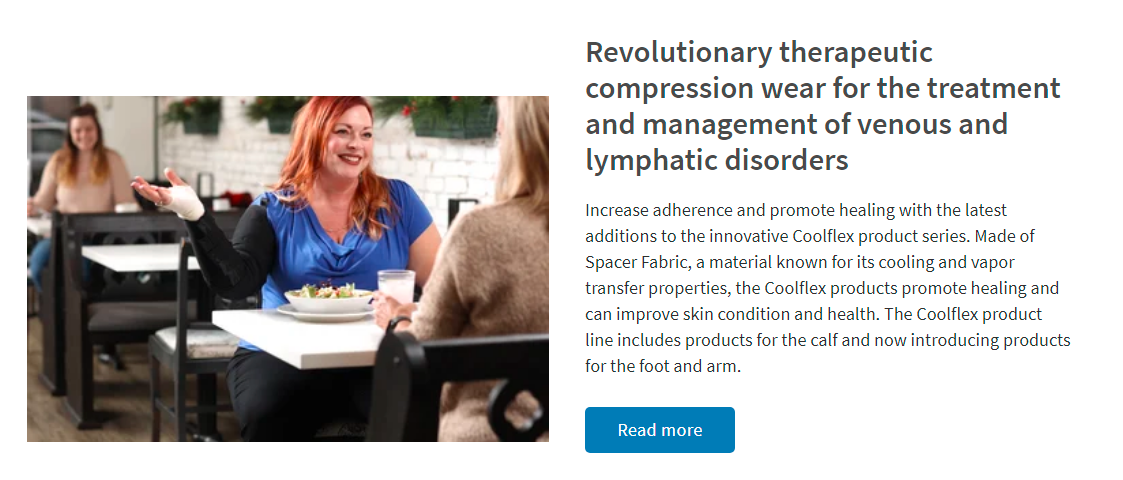 Revolutionary therapeutic
compression wear for the treatment
and management of venous and
lymphatic disorders
Increase adherence and promote healing with the latest
additions to the innovative Coolflex product series. Made of
Spacer Fabric, a material known for its cooling and vapor
transfer properties, the Coolflex products promote healing and
can improve skin condition and health. The Coolflex product
line includes products for the calf and now introducing products
for the foot and arm.
Read more